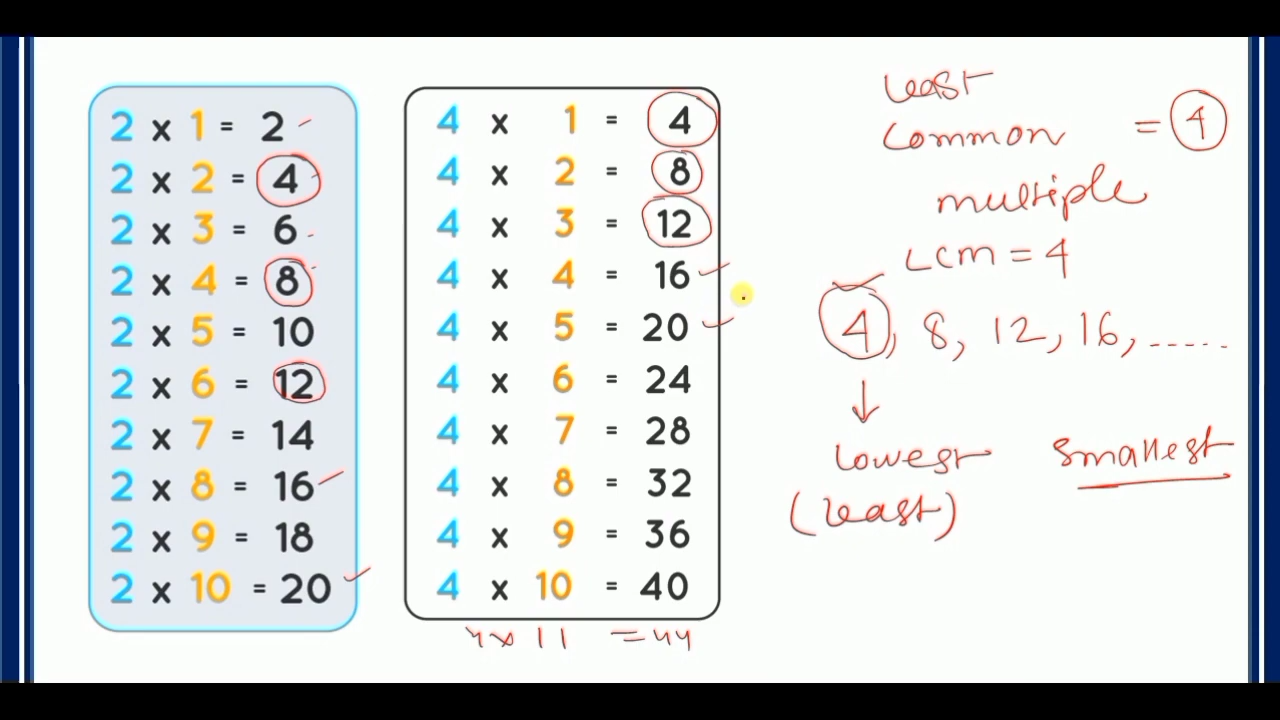 2 x 1 = 2
2 x 2 = 4
2 x 3 = 6
2 x 4 = 8
2 x 5 = 10
2 x 6 = 12
2 x 7 = 14
2 x 8 = 16
2 x 9 = 18
2 x 10 = 20
4 x 1 = 4
4 x 2 = 8
4 x 3 = 12
4 x 4 = 16
4 x 5 = 20
4 x 6 = 24
4 x 7 = 28
4 x 8 = 32
4 x 9 = 36
4 x 10 = 40
4 x 11 = 44
Least
Common = 4
multiple
LCM = 4
4, 8, 12, 16, .....
Lowest smallest
(Least)